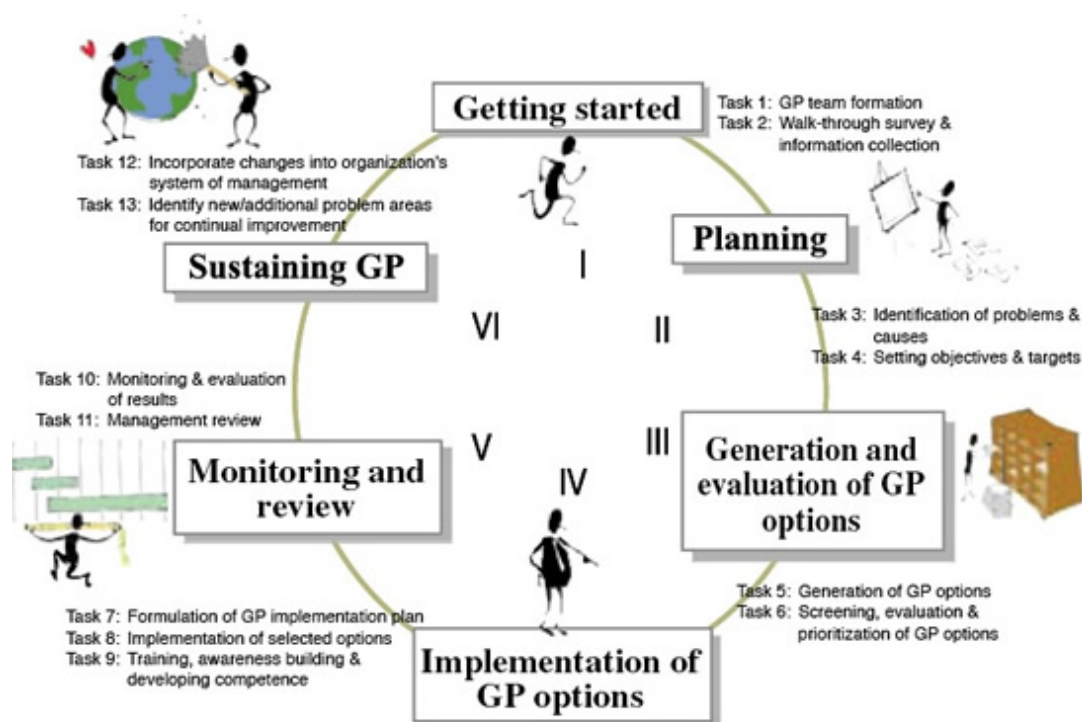 Getting started
Task 1: GP team formation
Task 2: Walk-through survey &
information collection
I
Planning
II
Task 3: Identification of problems &
causes
Task 4: Setting objectives & targets
III
Generation and
evaluation of GP
options
Task 5: Generation of GP options
Task 6: Screening, evaluation &
prioritization of GP options
IV
Implementation of
GP options
Task 7: Formulation of GP implementation plan
Task 8: Implementation of selected options
Task 9: Training, awareness building &
developing competence
V
Monitoring and
review
Task 10: Monitoring & evaluation
of results
Task 11: Management review
VI
Sustaining GP
Task 12: Incorporate changes into organization's
system of management
Task 13: Identify new/additional problem areas
for continual improvement